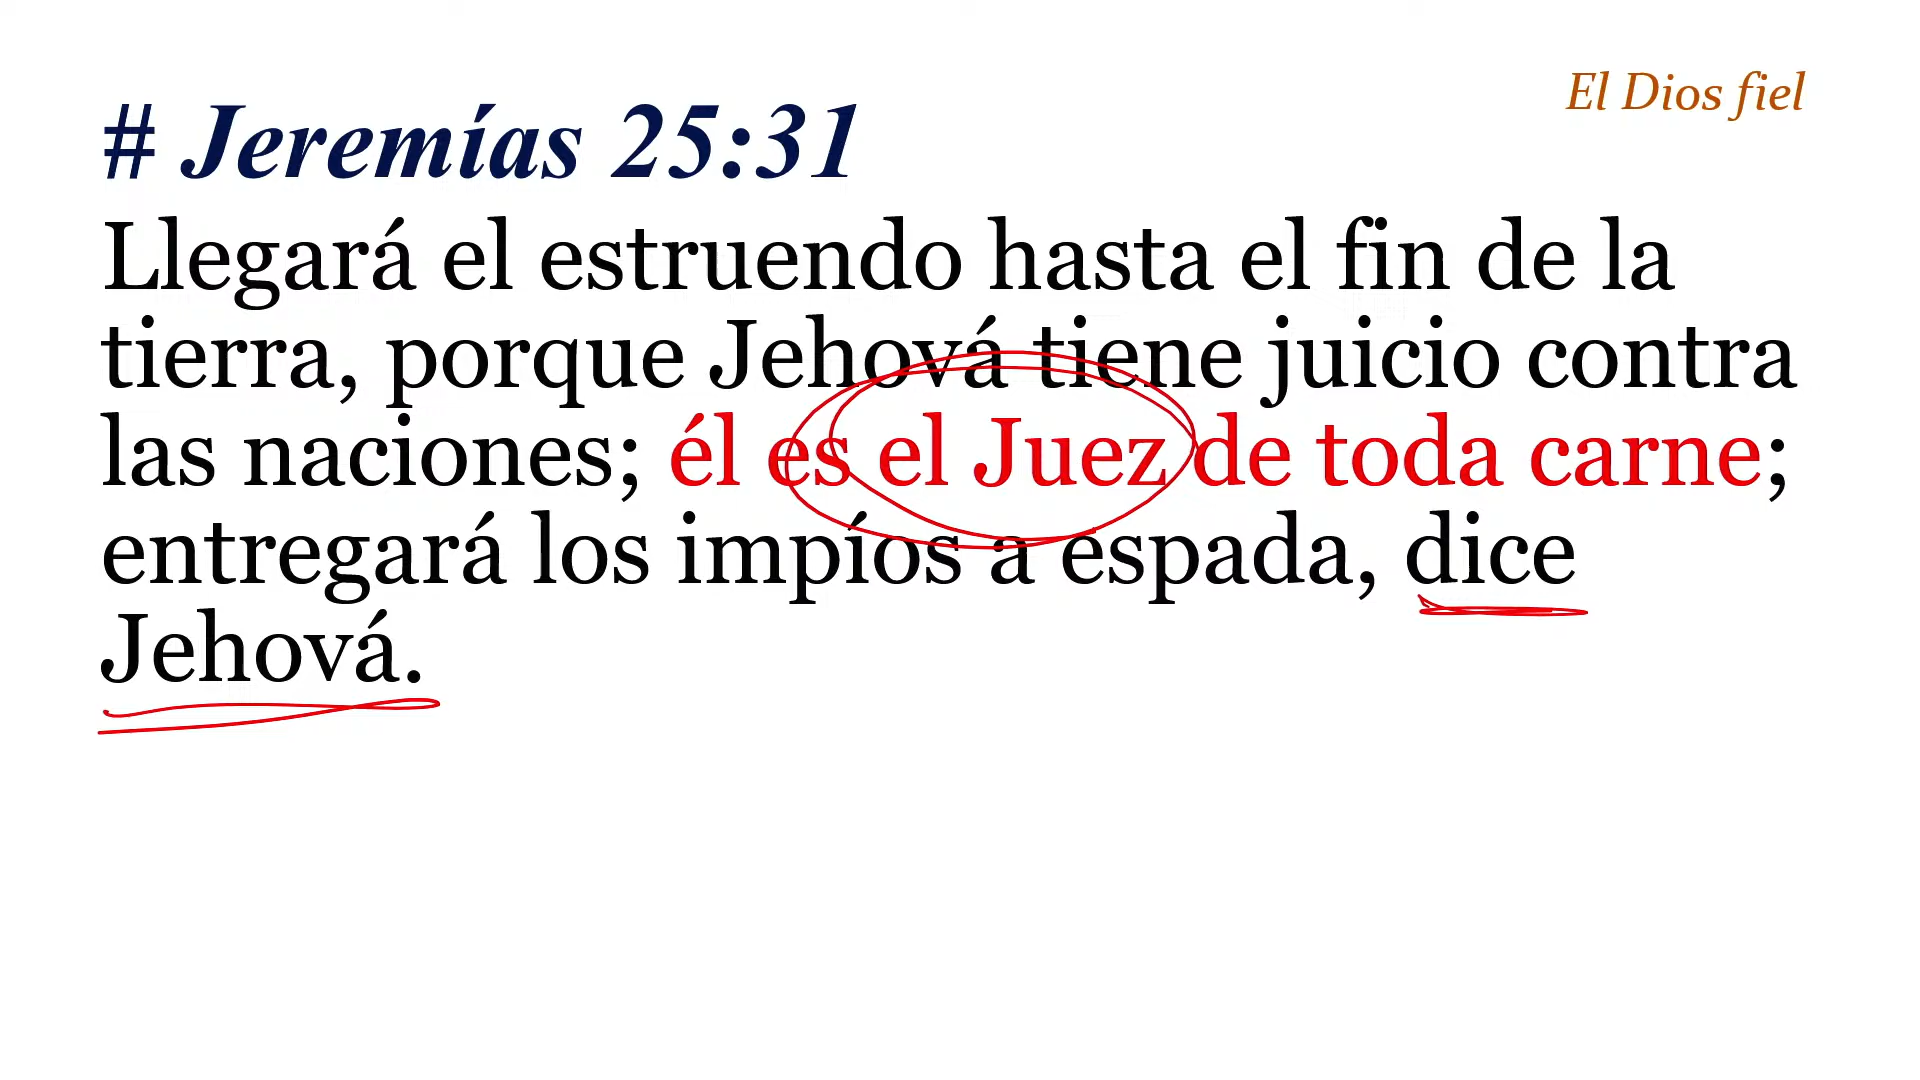 El Dios fiel
# Jeremías 25:31
Llegará el estruendo hasta el fin de la
tierra, porque Jehová tiene juicio contra
las naciones; él es el Juez de toda carne;
entregará los impíos a espada, dice
Jehová.